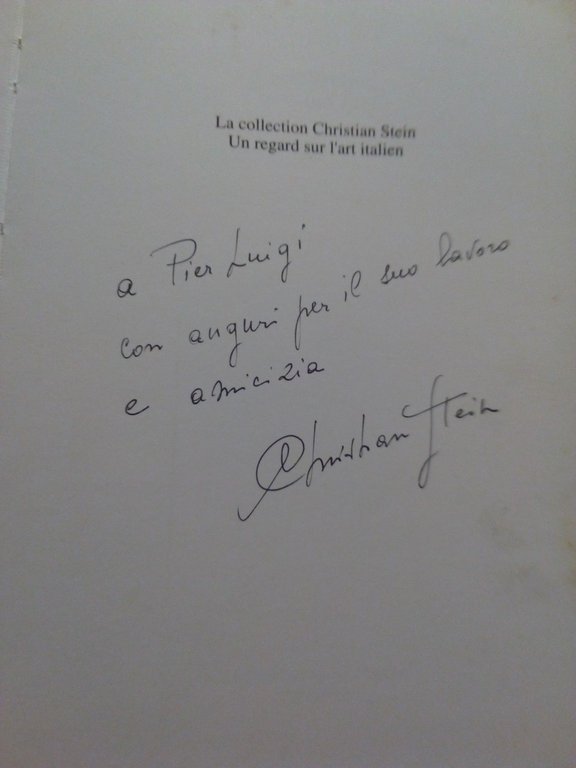 La collection Christian Stein
Un regard sur l'art italien
a Pier Luigi
con auguri per il suo lavoro
e amicizia
Christian Stein